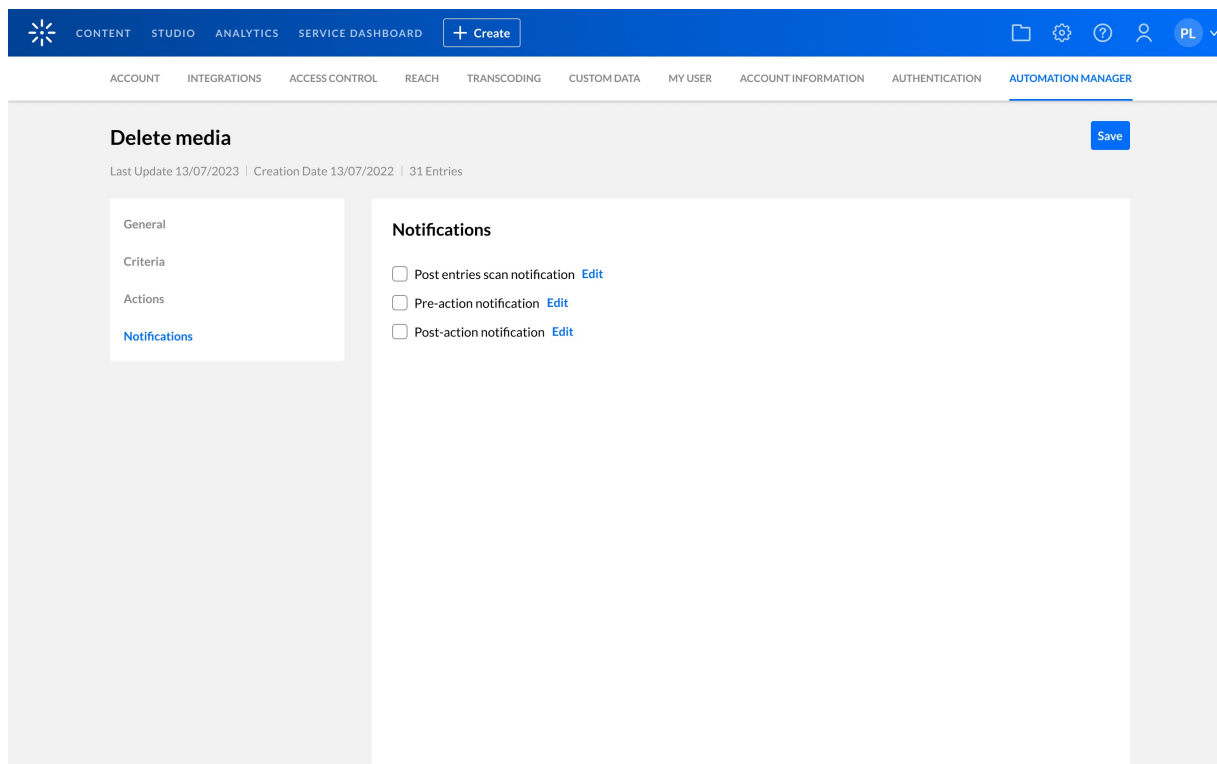 CONTENT STUDIO ANALYTICS SERVICE DASHBOARD + Create PL
ACCOUNT INTEGRATIONS ACCESS CONTROL REACH TRANSCODING CUSTOM DATA MY USER ACCOUNT INFORMATION AUTHENTICATION AUTOMATION MANAGER
Delete media Save
Last Update 13/07/2023 | Creation Date 13/07/2022 | 31 Entries
General
Criteria
Actions
Notifications
Notifications
Post entries scan notification Edit
Pre-action notification Edit
Post-action notification Edit